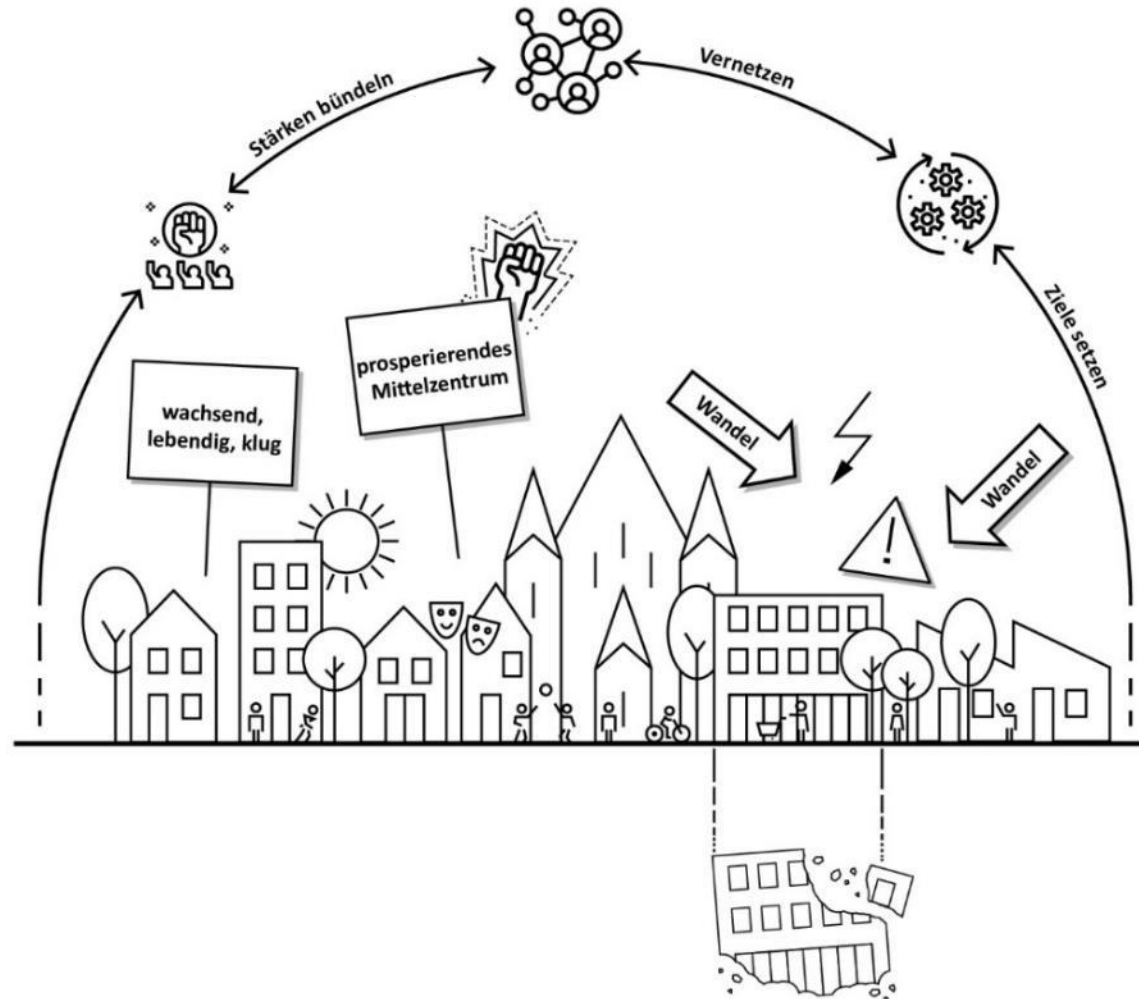 Stärken bündeln
Vernetzen
Ziele setzen
prosperierendes
Mittelzentrum
wachsend,
lebendig, klug
Wandel
Wandel
!